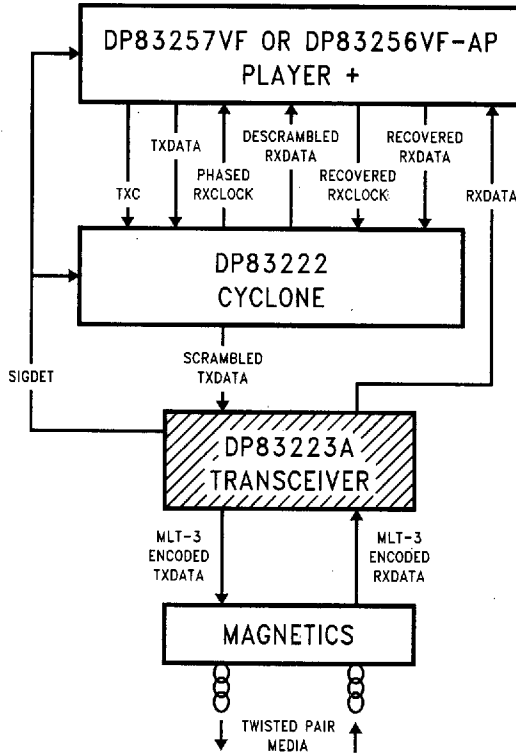 DP83257VF OR DP83256VF-AP
PLAYER +
TXC
TXDATA
PHASED
RXCLOCK
DESCRAMBLED
RXDATA
RECOVERED
RXCLOCK
RECOVERED
RXDATA
RXDATA
DP83222
CYCLONE
SIGDET
SCRAMBLED
TXDATA
DP83223A
TRANSCEIVER
MLT-3
ENCODED
TXDATA
MLT-3
ENCODED
RXDATA
MAGNETICS
TWISTED PAIR
MEDIA